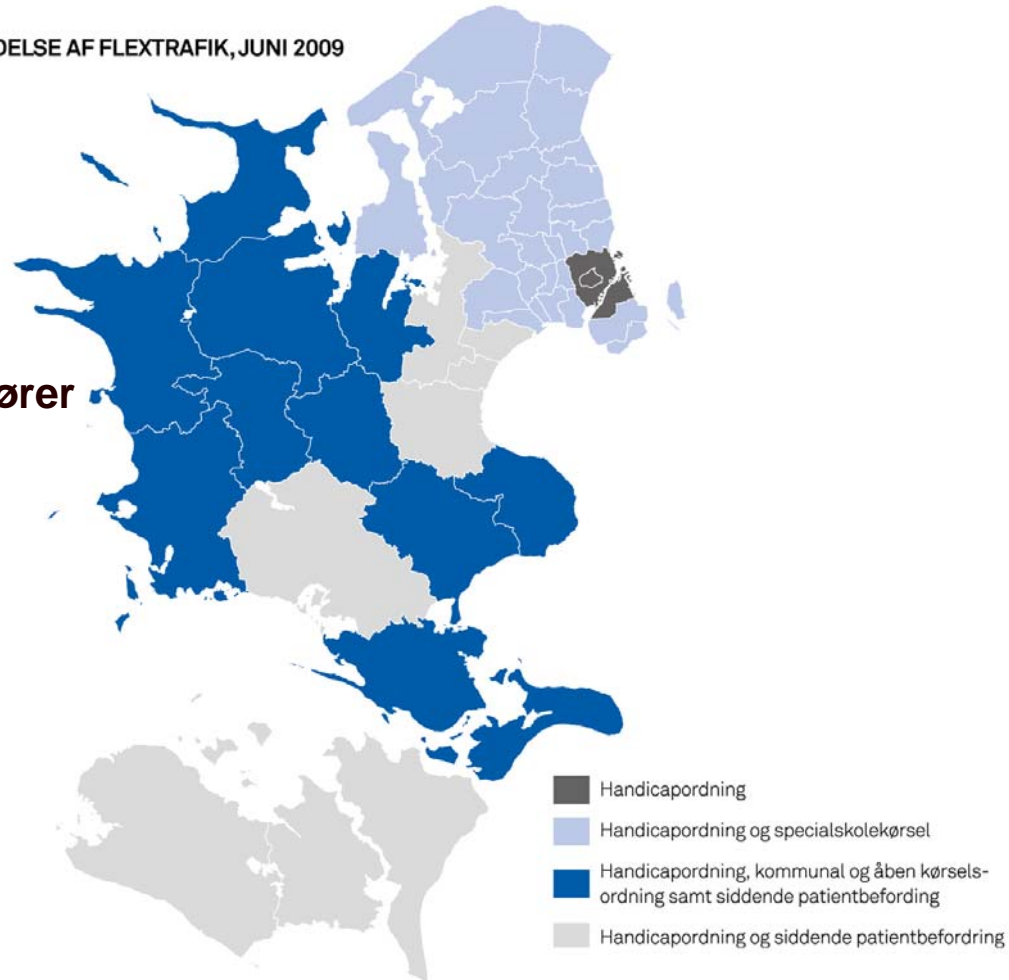 DELSE AF FLEXTRAFIK, JUNI 2009
ører
Handicapordning
Handicapordning og specialskolekørsel
Handicapordning, kommunal og åben kørsels-
ordning samt siddende patientbefording
Handicapordning og siddende patientbefordring